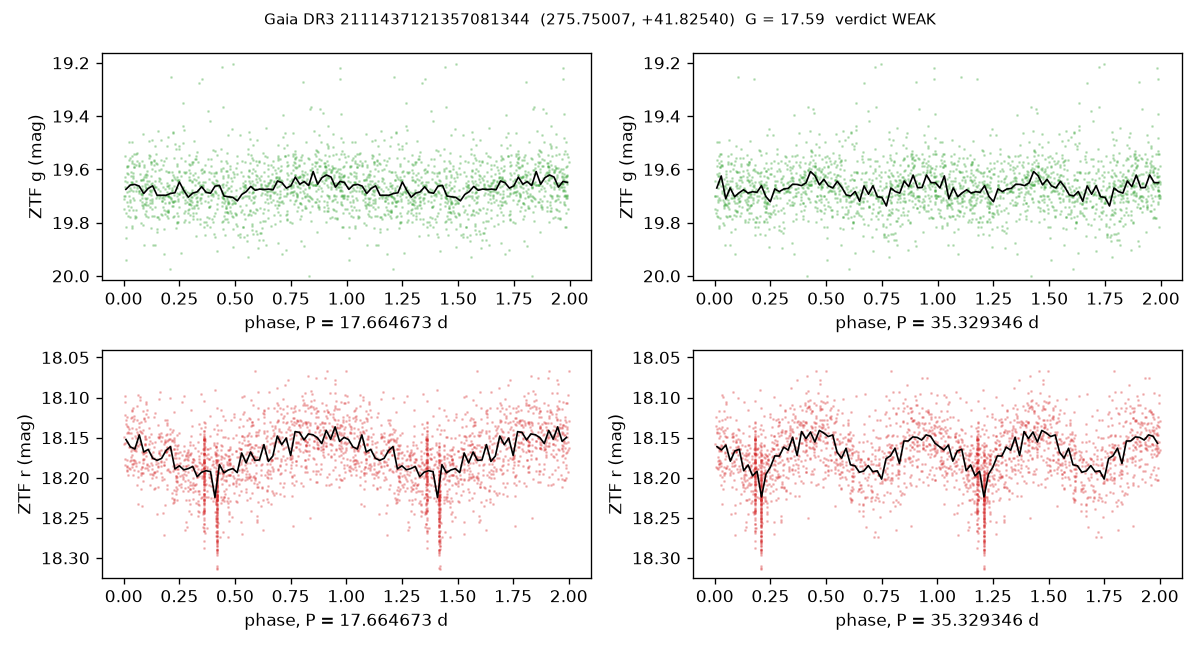 Gaia DR3 2111437121357081344 (275.75007, +41.82540) G = 17.59 verdict WEAK
19.2
19.4
19.6
19.8
20.0
ZTF g (mag)
0.00 0.25 0.50 0.75 1.00 1.25 1.50 1.75 2.00
phase, P = 17.664673 d
19.2
19.4
19.6
19.8
20.0
ZTF g (mag)
0.00 0.25 0.50 0.75 1.00 1.25 1.50 1.75 2.00
phase, P = 35.329346 d
18.05
18.10
18.15
18.20
18.25
18.30
ZTF r (mag)
0.00 0.25 0.50 0.75 1.00 1.25 1.50 1.75 2.00
phase, P = 17.664673 d
18.05
18.10
18.15
18.20
18.25
18.30
ZTF r (mag)
0.00 0.25 0.50 0.75 1.00 1.25 1.50 1.75 2.00
phase, P = 35.329346 d